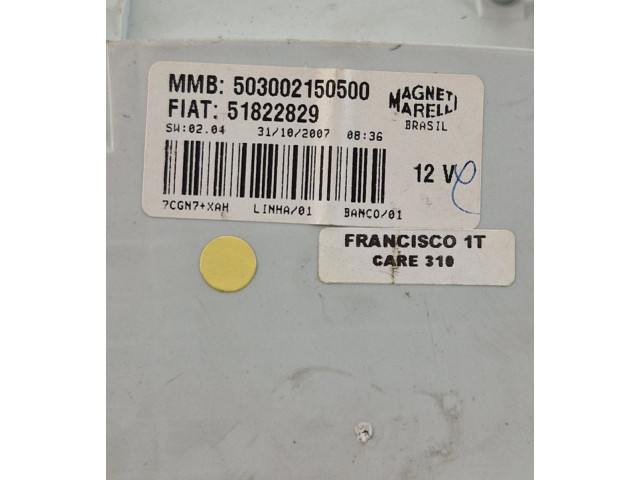 MMB: 503002150500
FIAT: 51822829
MAGNETI
MARELLI
BRASIL
SW:02.04 31/10/2007 08:36
12 V
7CGN7+XAH LINHA/01 BANCO/01
FRANCISCO 1T
CARE 310